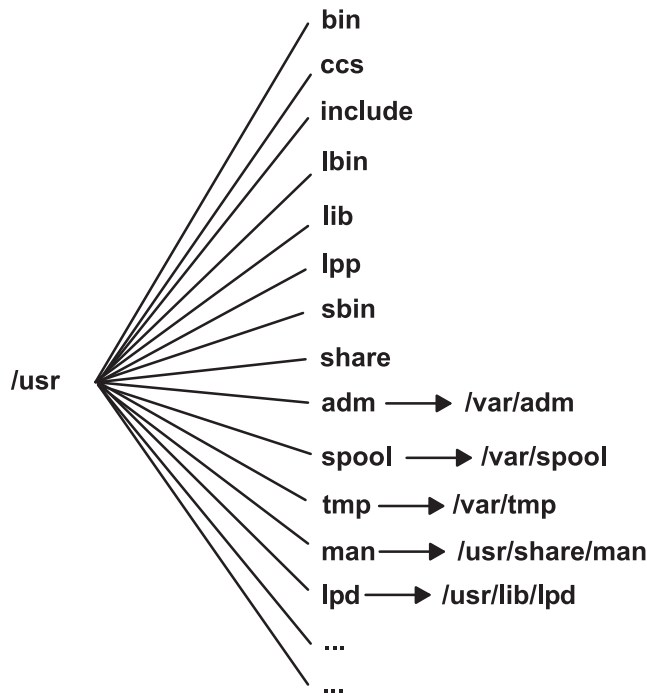 bin
ccs
include
lbin
lib
lpp
sbin
/usr
share
adm → /var/adm
spool → /var/spool
tmp → /var/tmp
man → /usr/share/man
lpd → /usr/lib/lpd
...
...